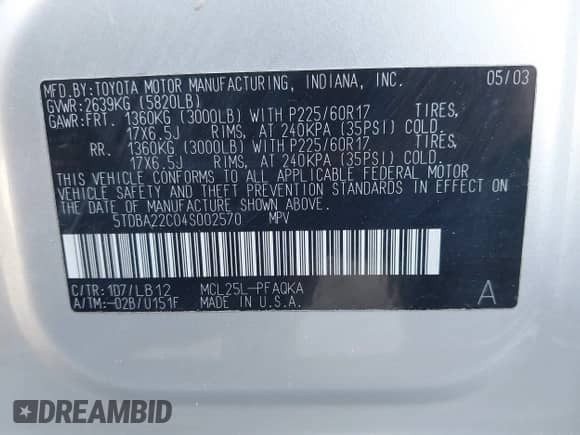 MFD.BY:TOYOTA MOTOR MANUFACTURING, INDIANA, INC. 05/03
GVWR:2639KG (5820LB)
GAWR:FRT. 1360KG (3000LB) WITH P225/60R17 TIRES,
17X6.5J RIMS, AT 240KPA (35PSI) COLD.
RR. 1360KG (3000LB) WITH P225/60R17 TIRES,
17X6.5J RIMS, AT 240KPA (35PSI) COLD.
THIS VEHICLE CONFORMS TO ALL APPLICABLE FEDERAL MOTOR
VEHICLE SAFETY AND THEFT PREVENTION STANDARDS IN EFFECT ON
THE DATE OF MANUFACTURE SHOWN ABOVE.
5TDBA22C04S002570 MPV
C/TR:1D7/LB12 MCL25L-PFAQKA
A/TM:-02B/U151F MADE IN U.S.A. A
DREAMBID